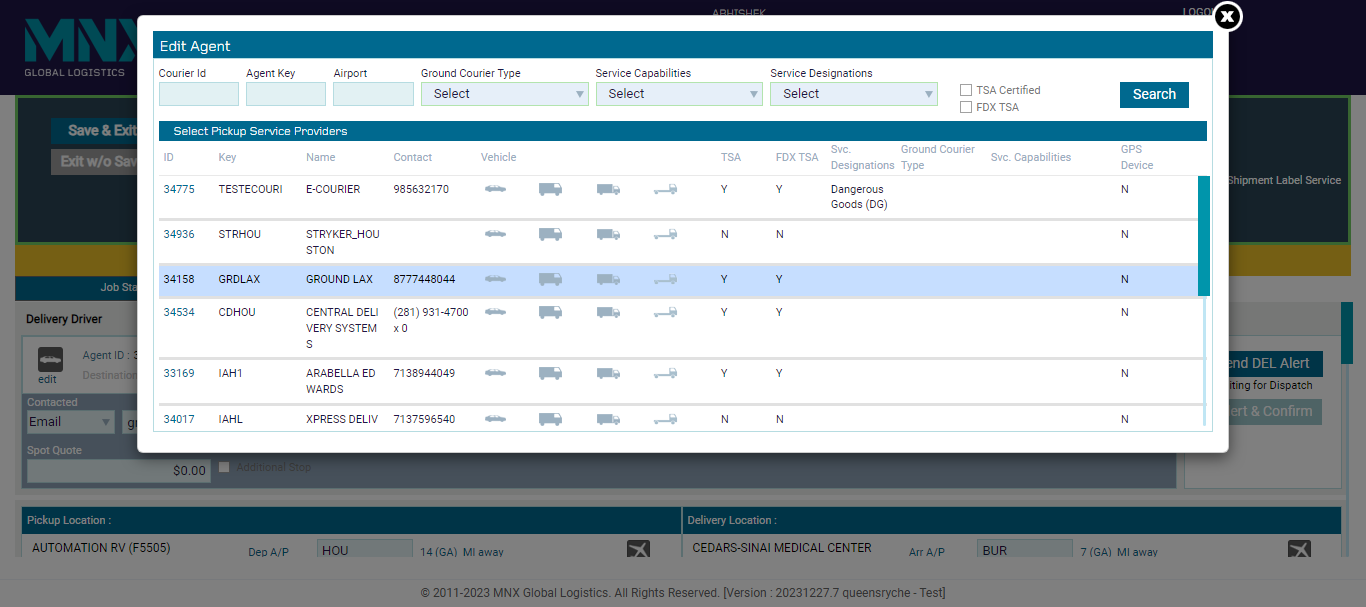 MNX
GLOBAL LOGISTICS
ABHISHEK
X
Edit Agent
Courier Id Agent Key Airport Ground Courier Type Service Capabilities Service Designations
Select Select Select
TSA Certified
FDX TSA
Search
Select Pickup Service Providers
ID Key Name Contact Vehicle TSA FDX TSA Svc. Designations Ground Courier Type Svc. Capabilities GPS Device
34775 TESTECOURI E-COURIER 985632170 Y Y Dangerous N
Goods (DG)
34936 STRHOU STRYKER_HOU N N N
STON
34158 GRDLAX GROUND LAX 8777448044 Y Y N
34534 CDHOU CENTRAL DELI (281) 931-4700 Y Y N
VERY SYSTEM x 0
S
33169 IAH1 ARABELLA ED 7138944049 Y Y N
WARDS
34017 IAHL XPRESS DELIV 7137596540 N N N
Save & Exit
Exit w/o Sav
Shipment Label Service
Job Sta
Delivery Driver
edit
Agent ID : 3
Destination
Contacted
Email
Spot Quote
$0.00
Additional Stop
end DEL Alert
iting for Dispatch
ert & Confirm
Pickup Location : Delivery Location :
AUTOMATION RV (F5505) Dep A/P HOU 14 (GA) MI away CEDARS-SINAI MEDICAL CENTER Arr A/P BUR 7 (GA) MI away
© 2011-2023 MNX Global Logistics. All Rights Reserved. [Version : 20231227.7 queensryche - Test]